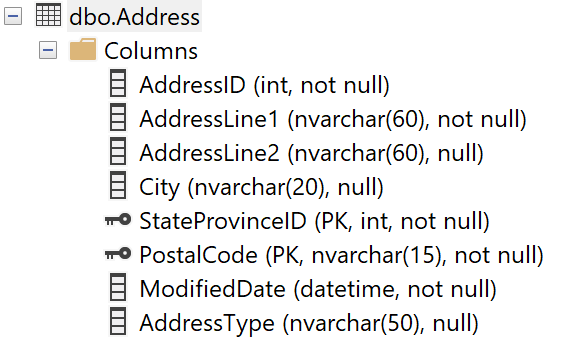 dbo.Address
Columns
AddressID (int, not null)
AddressLine1 (nvarchar(60), not null)
AddressLine2 (nvarchar(60), null)
City (nvarchar(20), null)
StateProvinceID (PK, int, not null)
PostalCode (PK, nvarchar(15), not null)
ModifiedDate (datetime, not null)
AddressType (nvarchar(50), null)